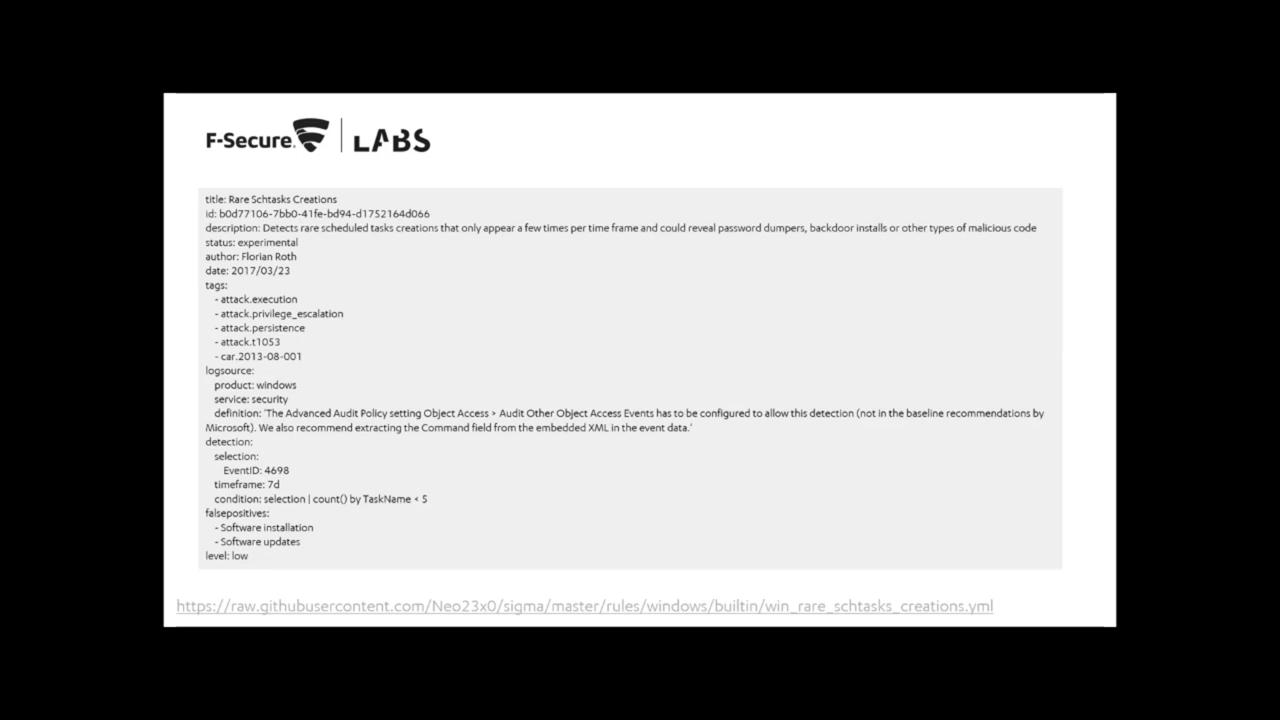 F-Secure. LABS
title: Rare Schtasks Creations
id: b0d77106-7bb0-41fe-bd94-d1752164d066
description: Detects rare scheduled tasks creations that only appear a few times per time frame and could reveal password dumpers, backdoor installs or other types of malicious code
status: experimental
author: Florian Roth
date: 2017/03/23
tags:
- attack.execution
- attack.privilege_escalation
- attack.persistence
- attack.t1053
- car.2013-08-001
logsource:
product: windows
service: security
definition: 'The Advanced Audit Policy setting Object Access > Audit Other Object Access Events has to be configured to allow this detection (not in the baseline recommendations by
Microsoft). We also recommend extracting the Command field from the embedded XML in the event data.'
detection:
selection:
EventID: 4698
timeframe: 7d
condition: selection | count() by TaskName < 5
falsepositives:
- Software installation
- Software updates
level: low
https://raw.githubusercontent.com/Neo23x0/sigma/master/rules/windows/builtin/win_rare_schtasks_creations.yml